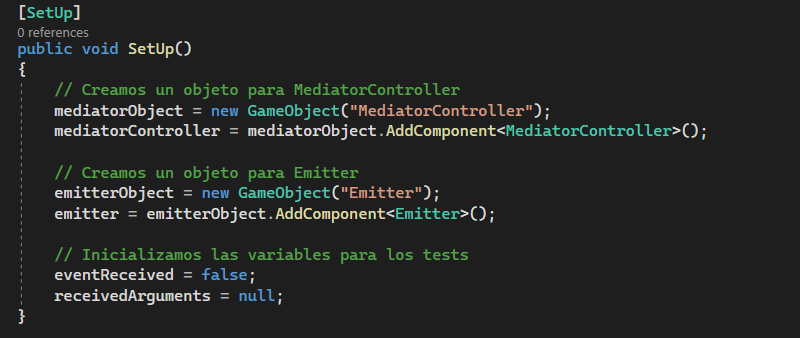 [SetUp]
0 references
public void SetUp()
{
// Creamos un objeto para MediatorController
mediatorObject = new GameObject("MediatorController");
mediatorController = mediatorObject.AddComponent<MediatorController>();
// Creamos un objeto para Emitter
emitterObject = new GameObject("Emitter");
emitter = emitterObject.AddComponent<Emitter>();
// Inicializamos las variables para los tests
eventReceived = false;
receivedArguments = null;
}